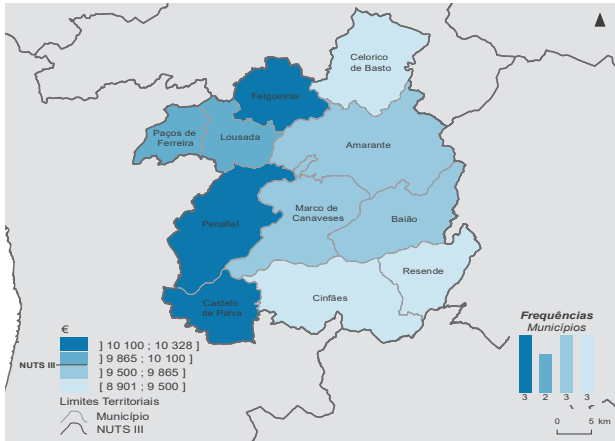 Celorico
de Basto
Felgueiras
Paços de
Ferreira
Lousada
Amarante
Marco de
Canaveses
Baião
Penafiel
Resende
Cinfães
Castelo
de Paiva
€
] 10 100 ; 10 328 ]
] 9 865 ; 10 100 ]
NUTS III
] 9 500 ; 9 865 ]
[ 8 901 ; 9 500 ]
Limites Territoriais
Município
NUTS III
Frequências
Municípios
3 2 3 3
0 5 km